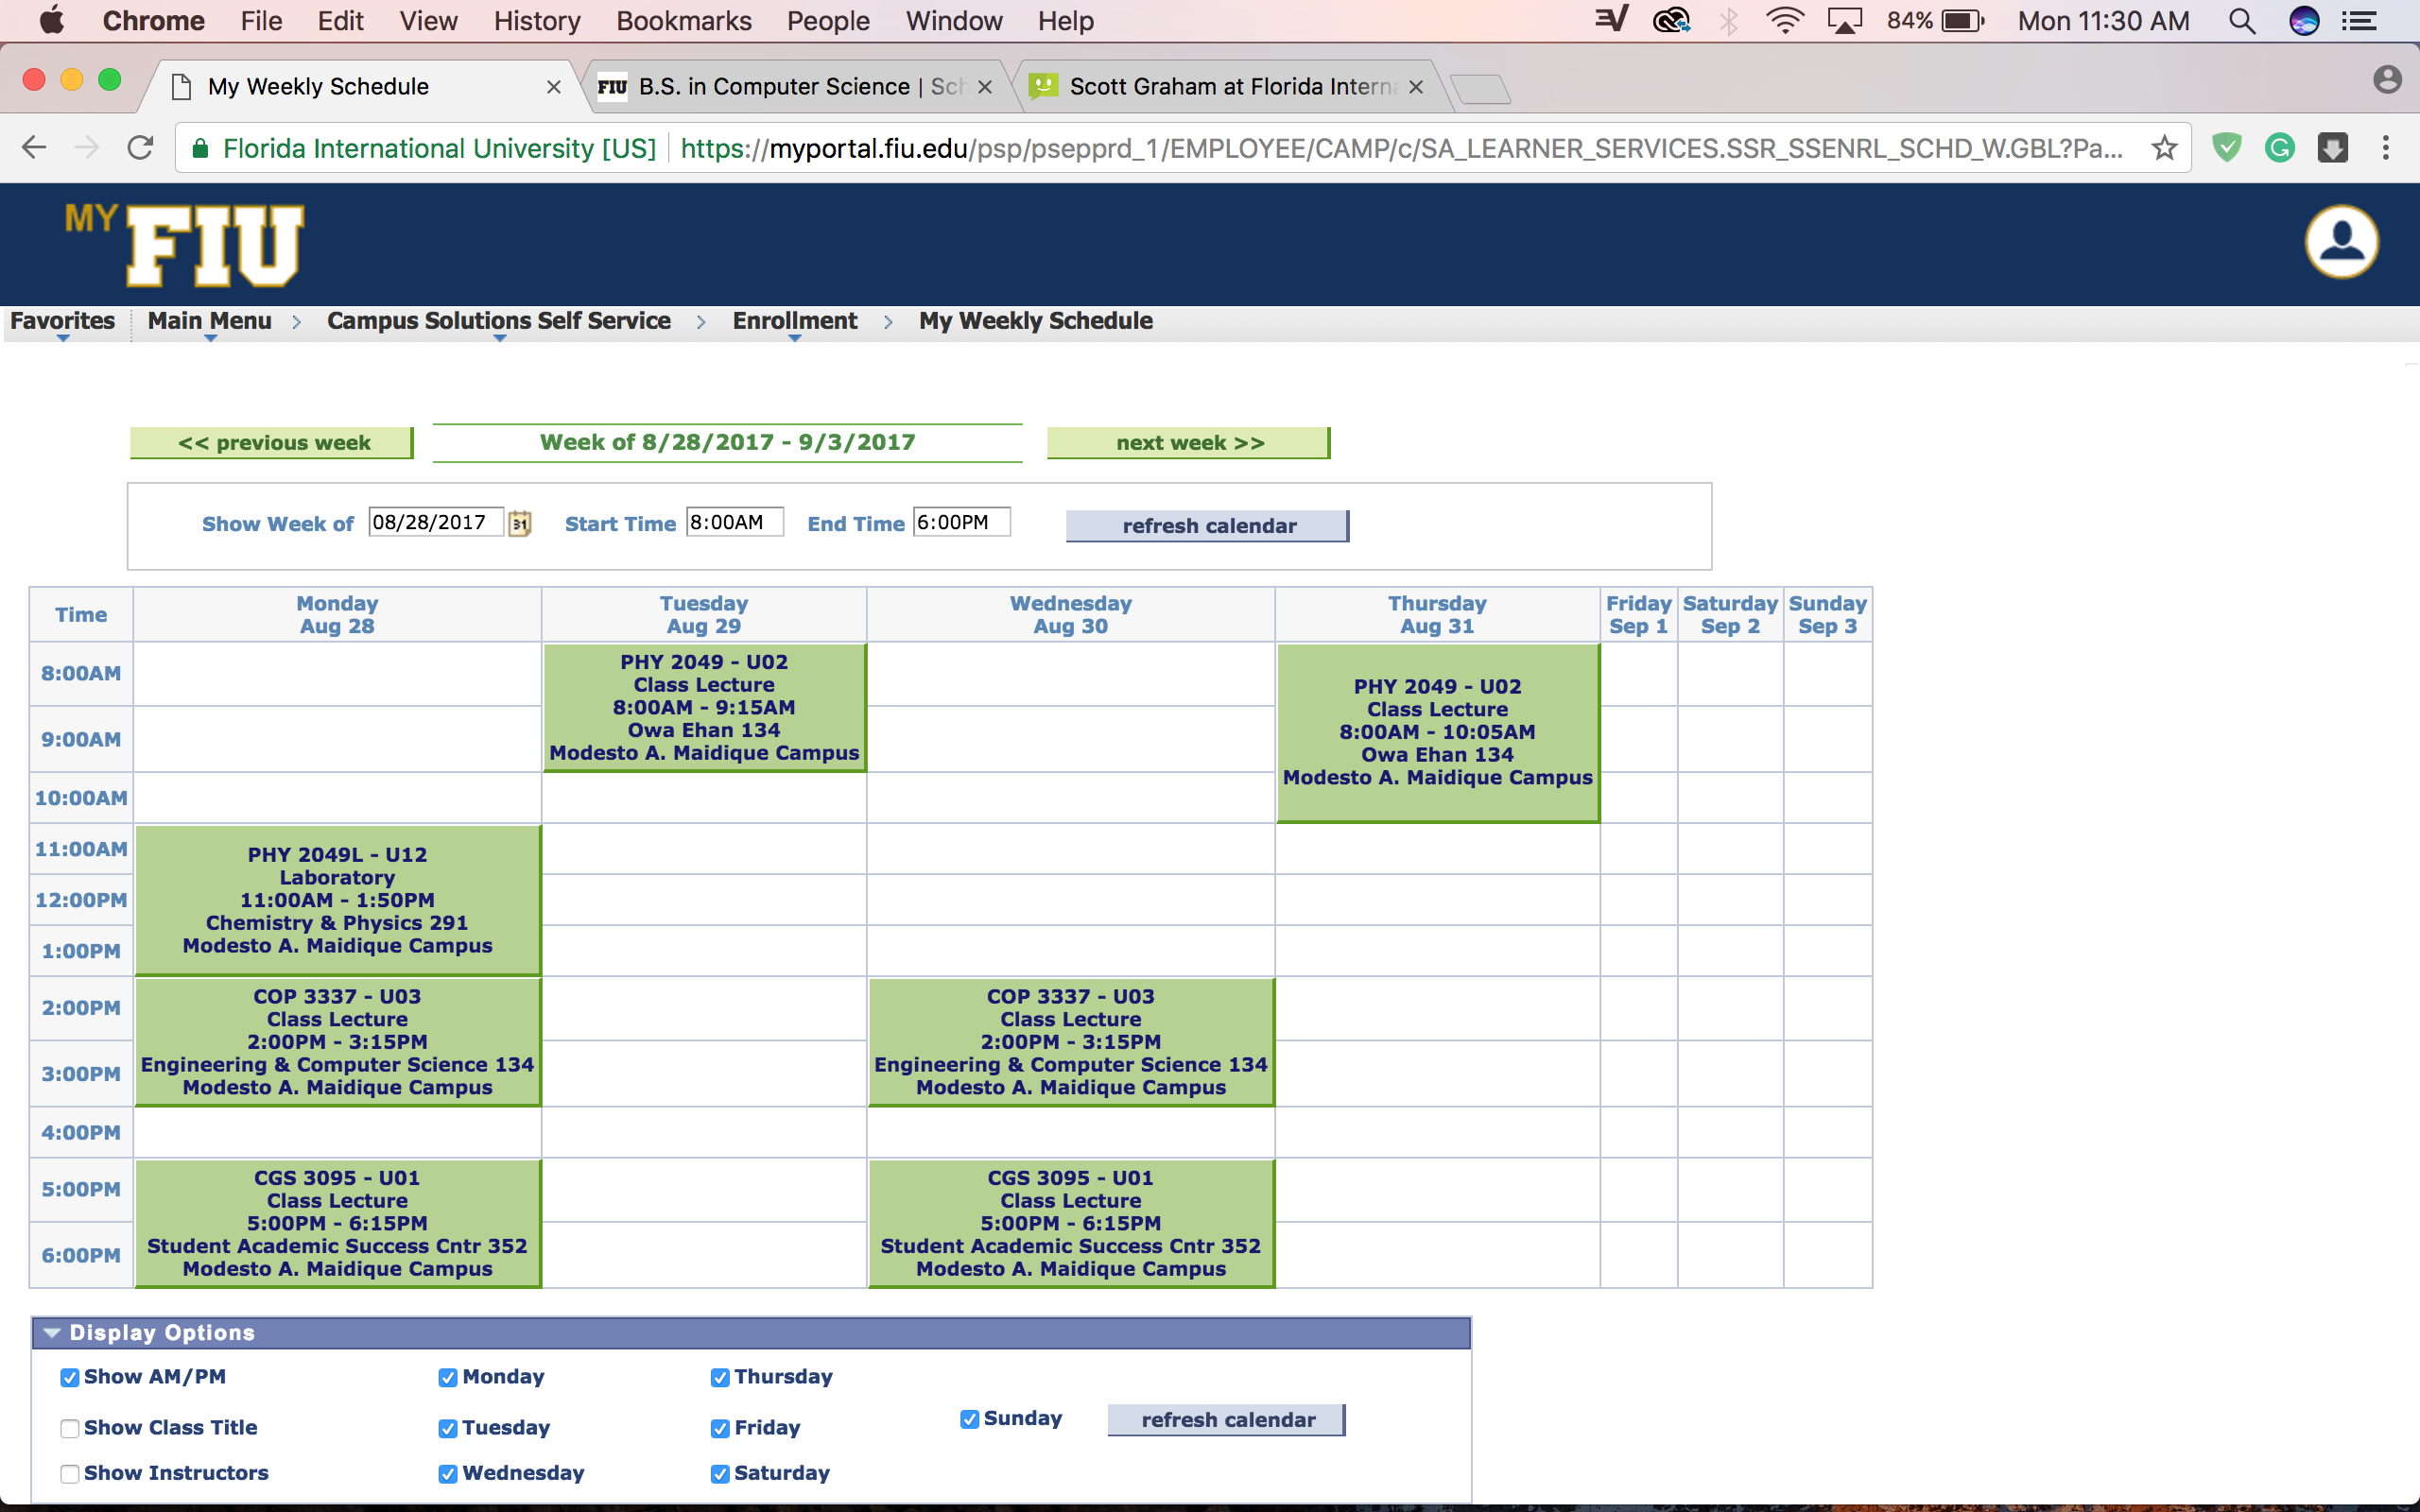 Chrome File Edit View History Bookmarks People Window Help 84% Mon 11:30 AM
My Weekly Schedule FIU B.S. in Computer Science | Sch Scott Graham at Florida Interna
Florida International University [US] https://myportal.fiu.edu/psp/psepprd_1/EMPLOYEE/CAMP/c/SA_LEARNER_SERVICES.SSR_SSENRL_SCHD_W.GBL?Pa...
MY FIU
Favorites Main Menu > Campus Solutions Self Service > Enrollment > My Weekly Schedule
<< previous week Week of 8/28/2017 - 9/3/2017 next week >>
Show Week of 08/28/2017 31 Start Time 8:00AM End Time 6:00PM refresh calendar
Time Monday Aug 28 Tuesday Aug 29 Wednesday Aug 30 Thursday Aug 31 Friday Sep 1 Saturday Sep 2 Sunday Sep 3
8:00AM
9:00AM
10:00AM
11:00AM
12:00PM
1:00PM
2:00PM
3:00PM
4:00PM
5:00PM
6:00PM
PHY 2049L - U12
Laboratory
11:00AM - 1:50PM
Chemistry & Physics 291
Modesto A. Maidique Campus
COP 3337 - U03
Class Lecture
2:00PM - 3:15PM
Engineering & Computer Science 134
Modesto A. Maidique Campus
CGS 3095 - U01
Class Lecture
5:00PM - 6:15PM
Student Academic Success Cntr 352
Modesto A. Maidique Campus
PHY 2049 - U02
Class Lecture
8:00AM - 9:15AM
Owa Ehan 134
Modesto A. Maidique Campus
COP 3337 - U03
Class Lecture
2:00PM - 3:15PM
Engineering & Computer Science 134
Modesto A. Maidique Campus
CGS 3095 - U01
Class Lecture
5:00PM - 6:15PM
Student Academic Success Cntr 352
Modesto A. Maidique Campus
PHY 2049 - U02
Class Lecture
8:00AM - 10:05AM
Owa Ehan 134
Modesto A. Maidique Campus
Display Options
Show AM/PM Monday Thursday
Show Class Title Tuesday Friday Sunday refresh calendar
Show Instructors Wednesday Saturday